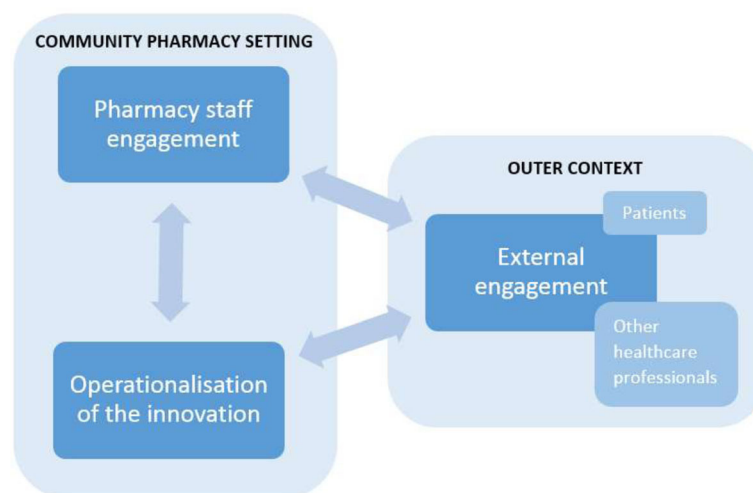 COMMUNITY PHARMACY SETTING
Pharmacy staff
engagement
Operationalisation
of the innovation
OUTER CONTEXT
Patients
External
engagement
Other
healthcare
professionals